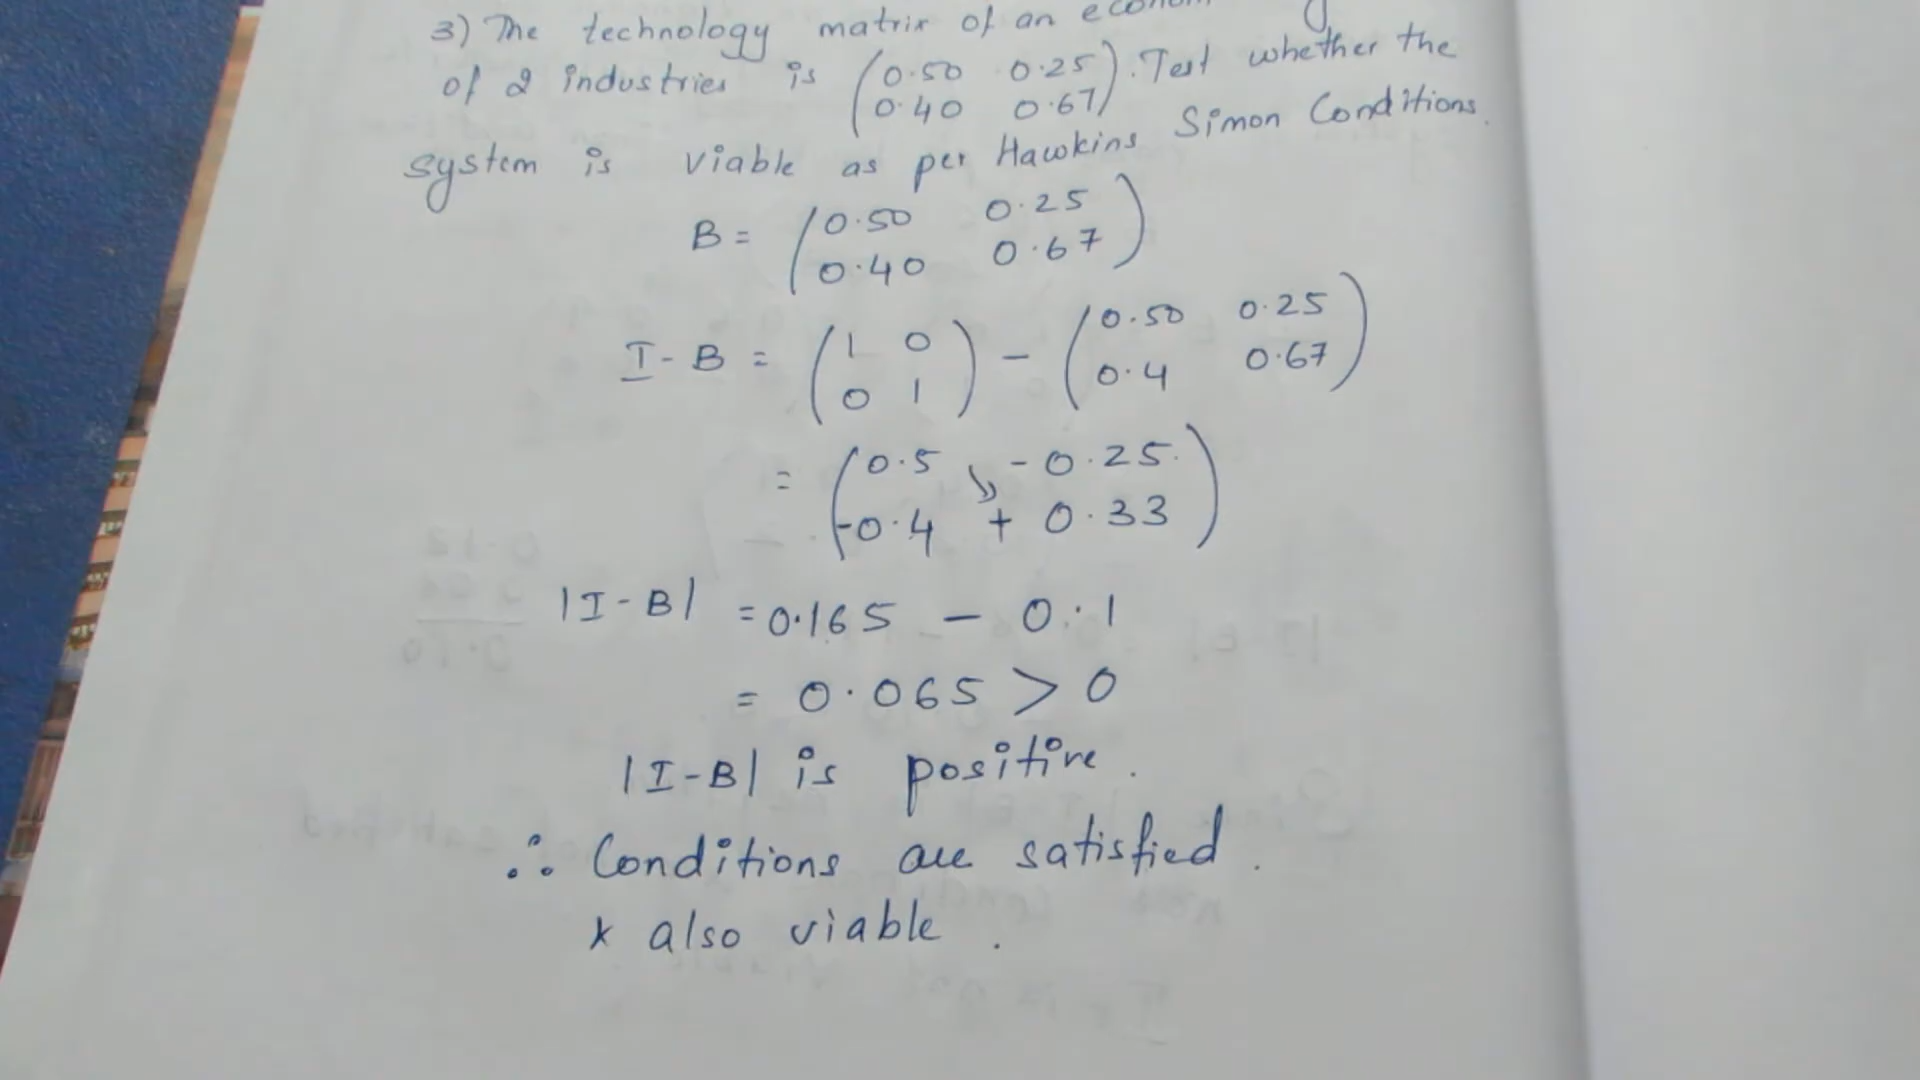 3) The technology matrix of an
of 2 industries is (0.50 0.25 Test whether the
0.40 0.67)
system is viable as per Hawkins Simon Conditions.
B = (0.50 0.25
0.40 0.67)
I - B = (1 0 - (0.50 0.25
0 1) 0.4 0.67)
= (0.5 - 0.25
-0.4 + 0.33)
|I - B| = 0.165 - 0.1
= 0.065 > 0
|I - B| is positive.
∴ Conditions are satisfied.
also viable.